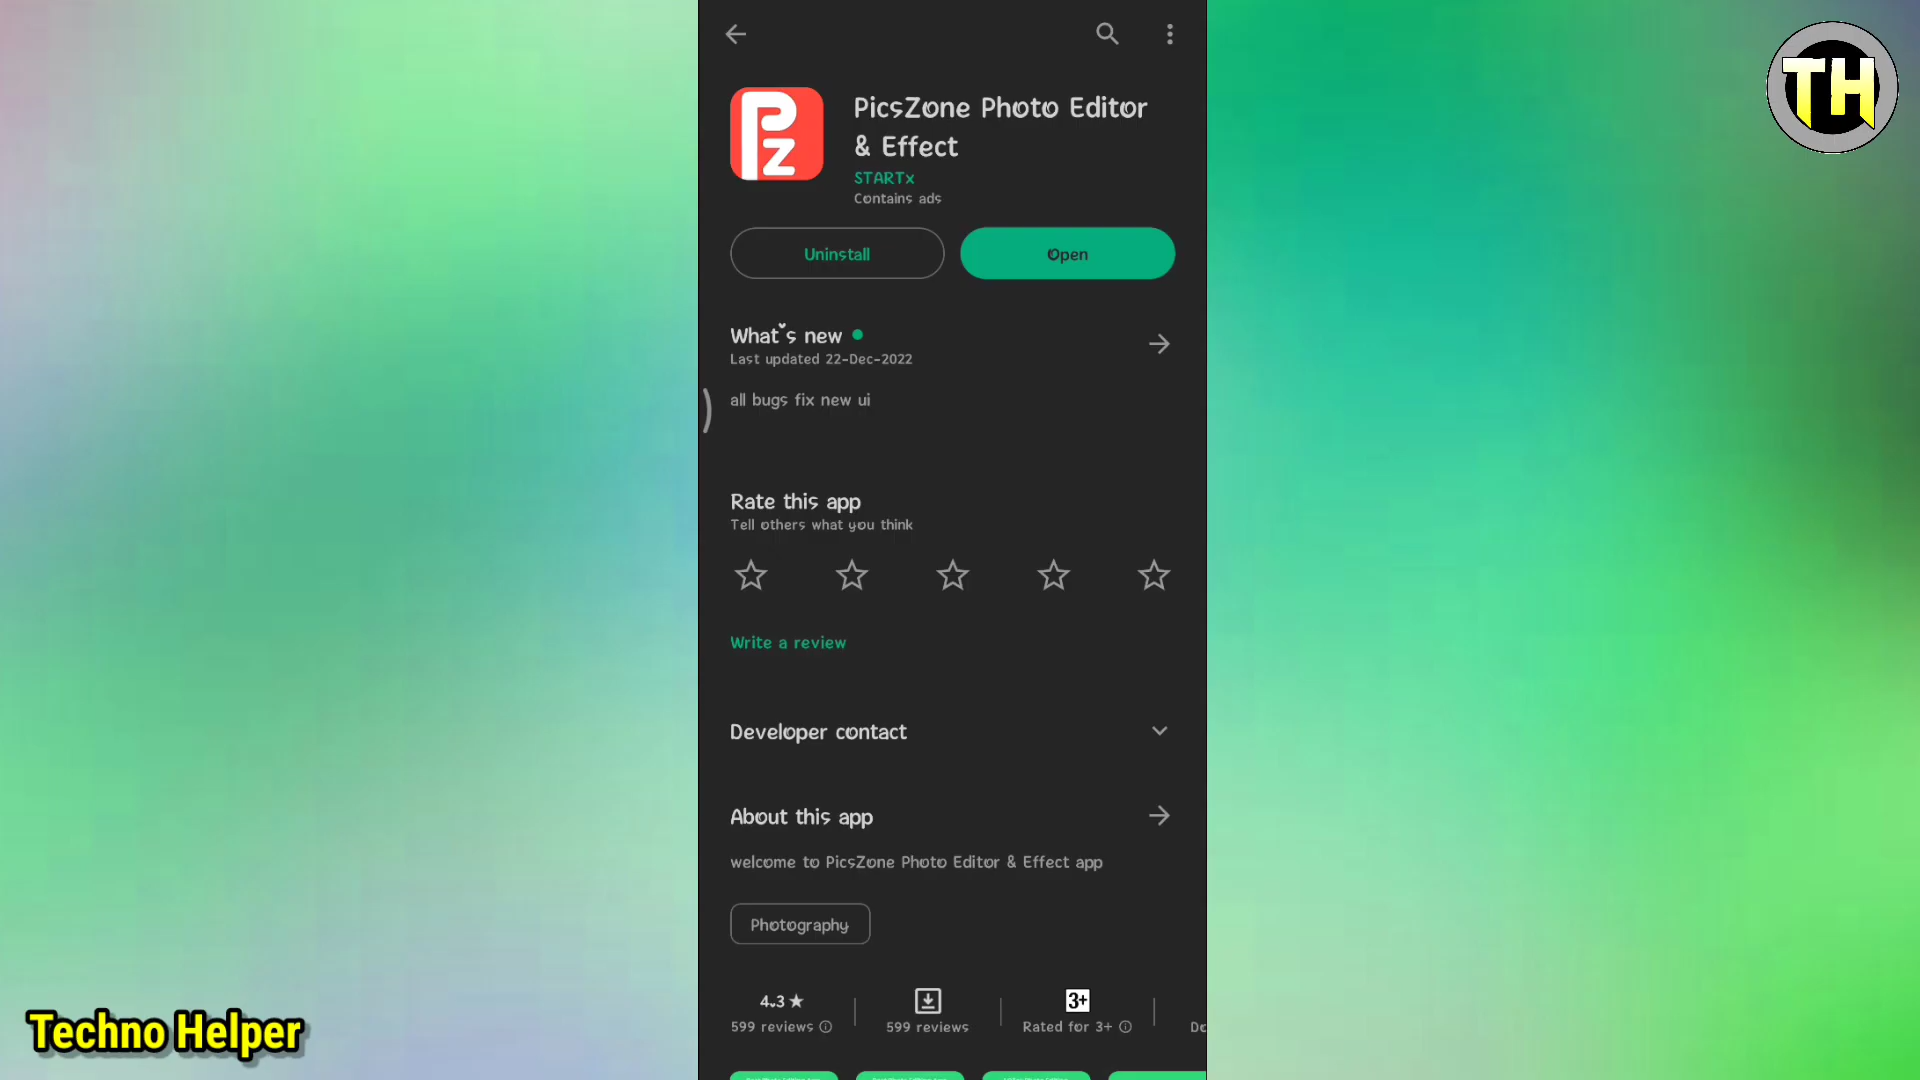 TH
Pz
PicsZone Photo Editor
& Effect
STARTx
Contains ads
Uninstall
Open
What's new
Last updated 22-Dec-2022
all bugs fix new ui
Rate this app
Tell others what you think
Write a review
Developer contact
About this app
welcome to PicsZone Photo Editor & Effect app
Photography
4.3★
3+
599 reviews
599 reviews
Rated for 3+
Techno Helper